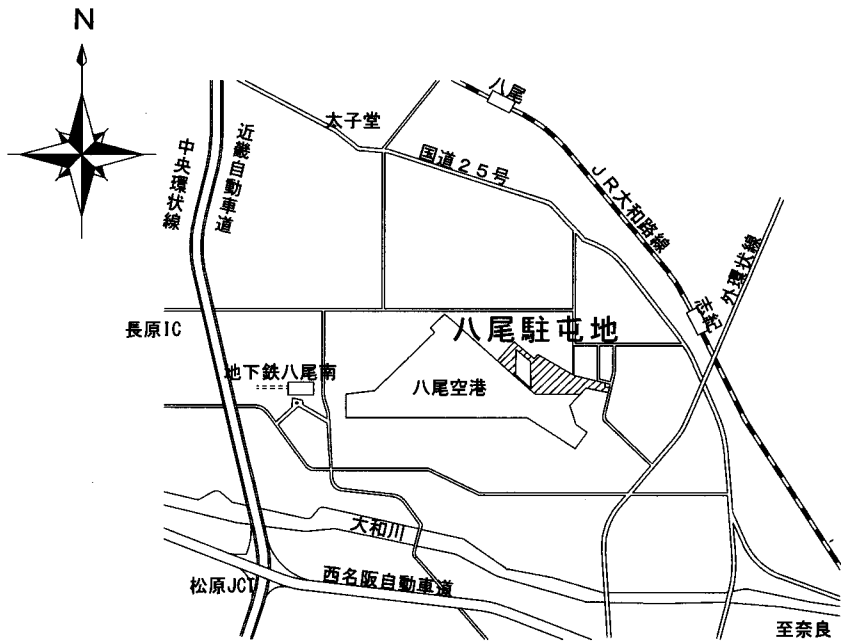 N
八尾
太子堂
国道25号
近畿自動車道
中央環状線
JR大和路線
外環状線
志紀
長原IC
八尾駐屯地
地下鉄八尾南
八尾空港
大和川
松原JCT
西名阪自動車道
至奈良